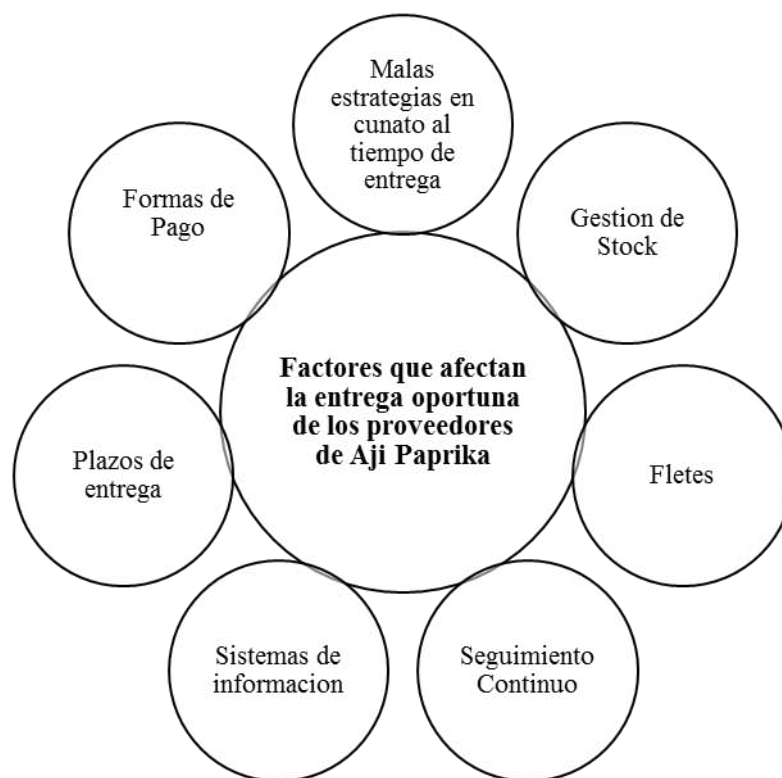 Malas
estrategias en
cunato al
tiempo de
entrega
Gestion de
Stock
Fletes
Seguimiento
Continuo
Sistemas de
informacion
Plazos de
entrega
Formas de
Pago
Factores que afectan
la entrega oportuna
de los proveedores
de Aji Paprika